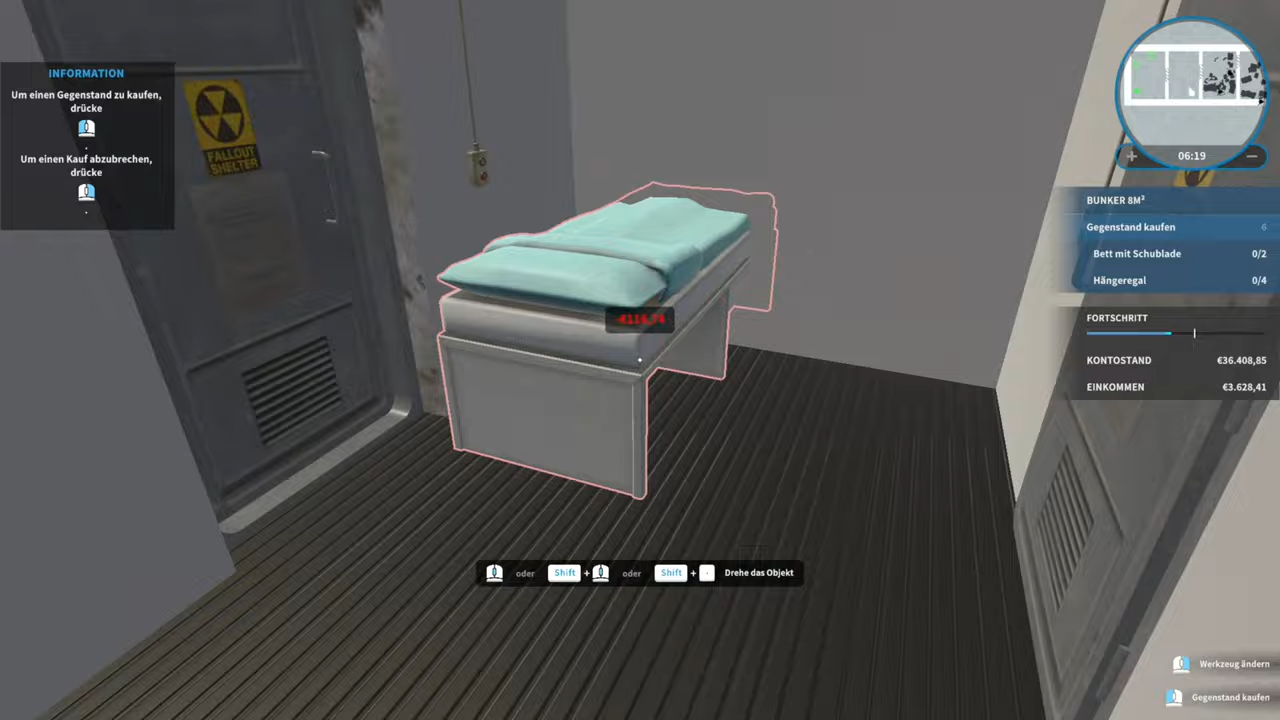 INFORMATION
Um einen Gegenstand zu kaufen,
drücke
.
Um einen Kauf abzubrechen,
drücke
.
FALLOUT
SHELTER
06:19
BUNKER 8M²
Gegenstand kaufen 6
Bett mit Schublade 0/2
Hängeregal 0/4
FORTSCHRITT
KONTOSTAND €36.408,85
EINKOMMEN €3.628,41
oder Shift + oder Shift + . Drehe das Objekt
Werkzeug ändern
Gegenstand kaufen